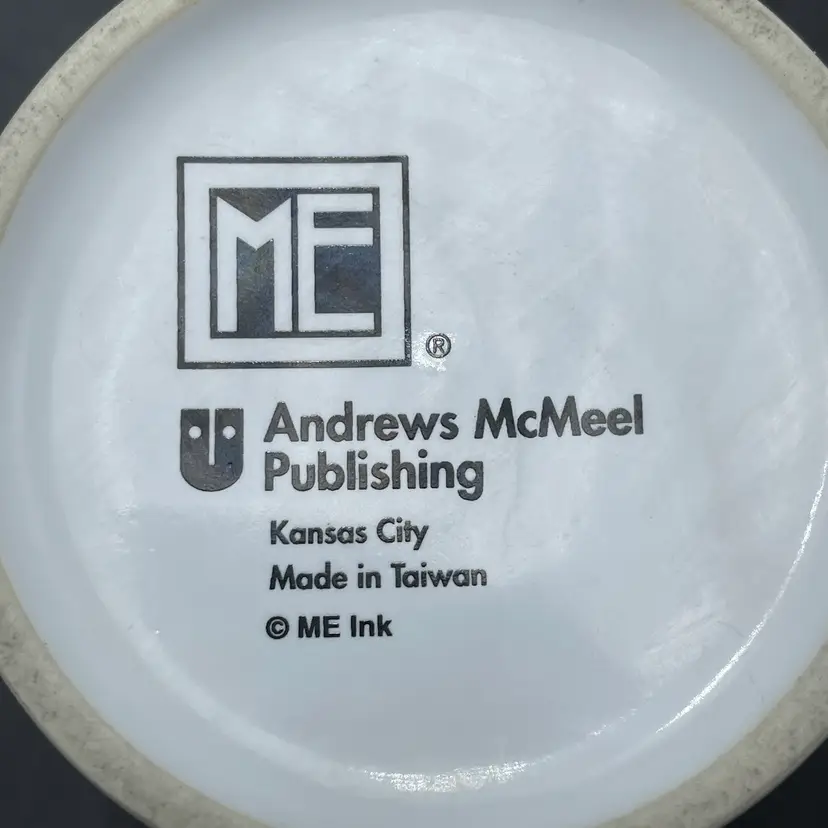 ME
®
Andrews McMeel
Publishing
Kansas City
Made in Taiwan
© ME Ink